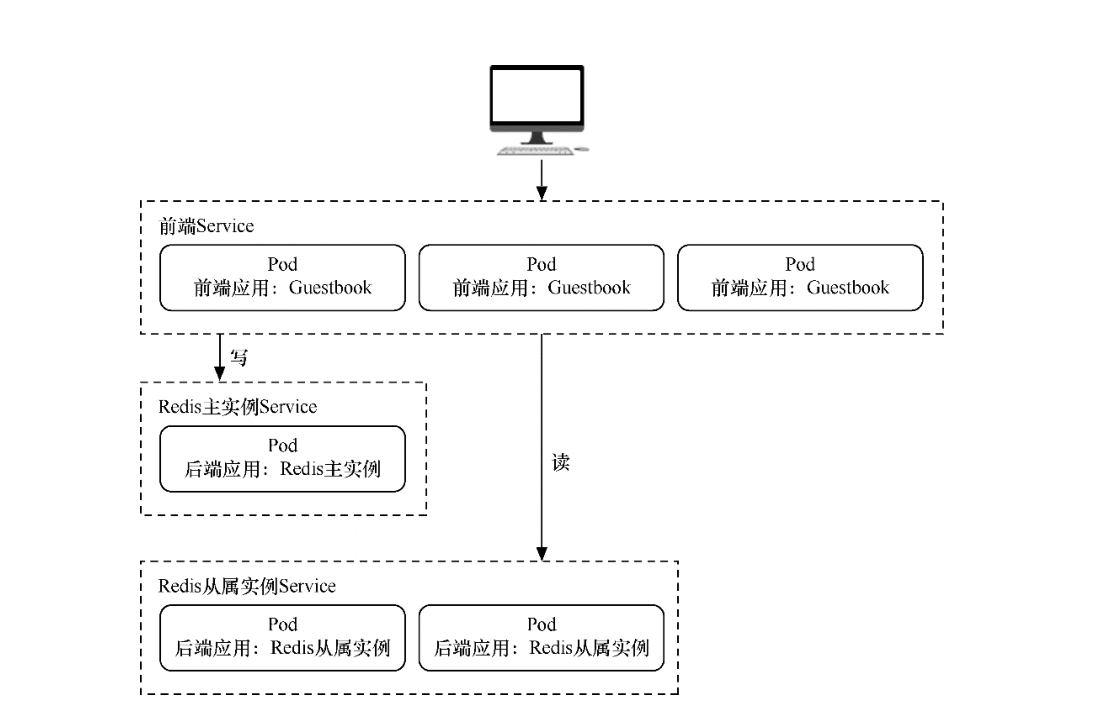 前端Service
Pod
前端应用：Guestbook
Pod
前端应用：Guestbook
Pod
前端应用：Guestbook
写
Redis主实例Service
Pod
后端应用：Redis主实例
读
Redis从属实例Service
Pod
后端应用：Redis从属实例
Pod
后端应用：Redis从属实例